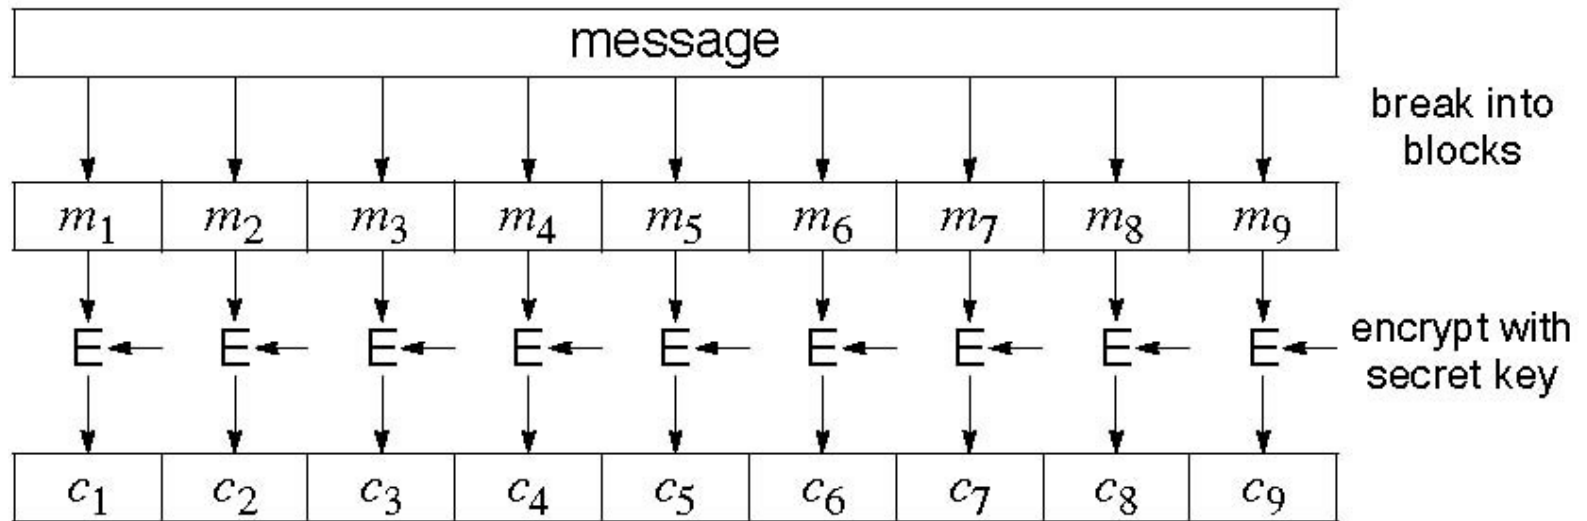 message
break into
blocks
m1 m2 m3 m4 m5 m6 m7 m8 m9
E E E E E E E E E
encrypt with
secret key
c1 c2 c3 c4 c5 c6 c7 c8 c9